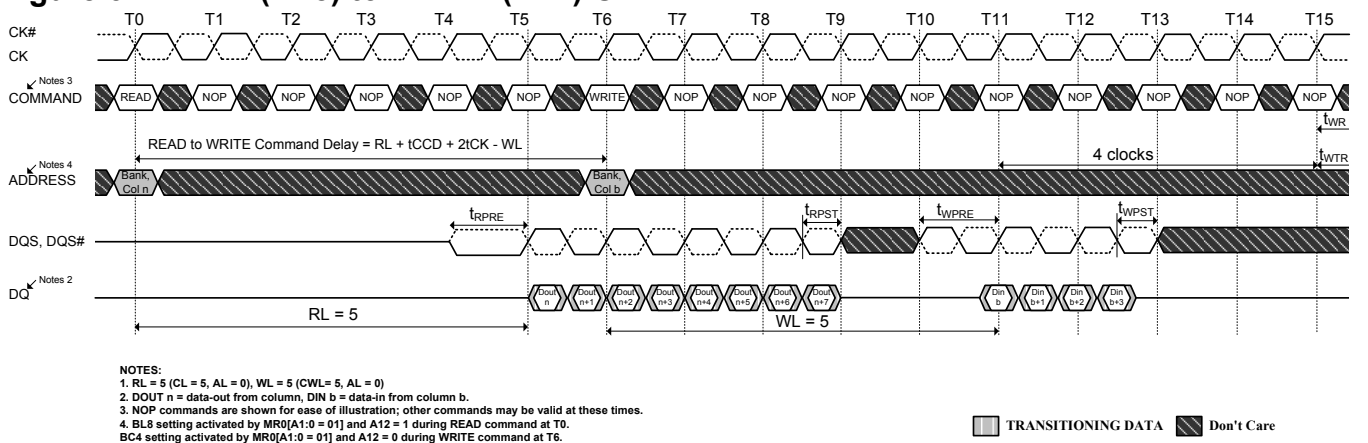 T0 T1 T2 T3 T4 T5 T6 T7 T8 T9 T10 T11 T12 T13 T14 T15
CK#
CK
Notes 3
COMMAND READ NOP NOP NOP NOP NOP WRITE NOP NOP NOP NOP NOP NOP NOP NOP NOP
tWR
READ to WRITE Command Delay = RL + tCCD + 2tCK - WL
4 clocks tWTR
Notes 4
ADDRESS Bank, Col n Bank, Col b
tRPRE tRPST tWPRE tWPST
DQS, DQS#
Notes 2
DQ Dout n Dout n+1 Dout n+2 Dout n+3 Dout n+4 Dout n+5 Dout n+6 Dout n+7 Din b Din b+1 Din b+2 Din b+3
RL = 5 WL = 5
NOTES:
1. RL = 5 (CL = 5, AL = 0), WL = 5 (CWL= 5, AL = 0)
2. DOUT n = data-out from column, DIN b = data-in from column b.
3. NOP commands are shown for ease of illustration; other commands may be valid at these times.
4. BL8 setting activated by MR0[A1:0 = 01] and A12 = 1 during READ command at T0.
BC4 setting activated by MR0[A1:0 = 01] and A12 = 0 during WRITE command at T6.
TRANSITIONING DATA Don't Care